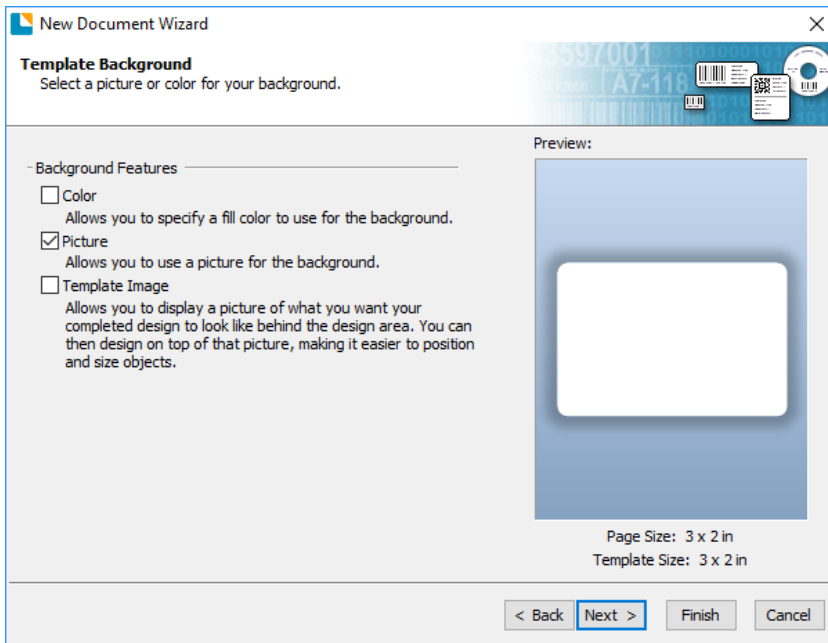 New Document Wizard
Template Background
Select a picture or color for your background.
3597001
A7-118
Background Features
Color
Allows you to specify a fill color to use for the background.
Picture
Allows you to use a picture for the background.
Template Image
Allows you to display a picture of what you want your
completed design to look like behind the design area. You can
then design on top of that picture, making it easier to position
and size objects.
Preview:
Page Size: 3 x 2 in
Template Size: 3 x 2 in
< Back
Next >
Finish
Cancel